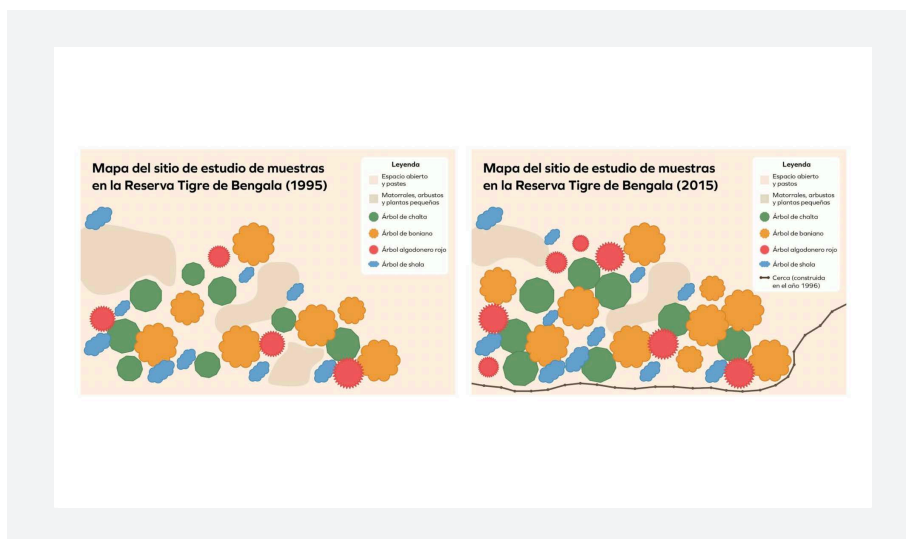 Mapa del sitio de estudio de muestras
en la Reserva Tigre de Bengala (1995)
Leyenda
Espacio abierto
y pastos
Matorrales, arbustos
y plantas pequeñas
Árbol de chalta
Árbol de baniano
Árbol algodonero rojo
Árbol de shala
Mapa del sitio de estudio de muestras
en la Reserva Tigre de Bengala (2015)
Leyenda
Espacio abierto
y pastos
Matorrales, arbustos
y plantas pequeñas
Árbol de chalta
Árbol de baniano
Árbol algodonero rojo
Árbol de shala
Cerca (construida
en el año 1996)